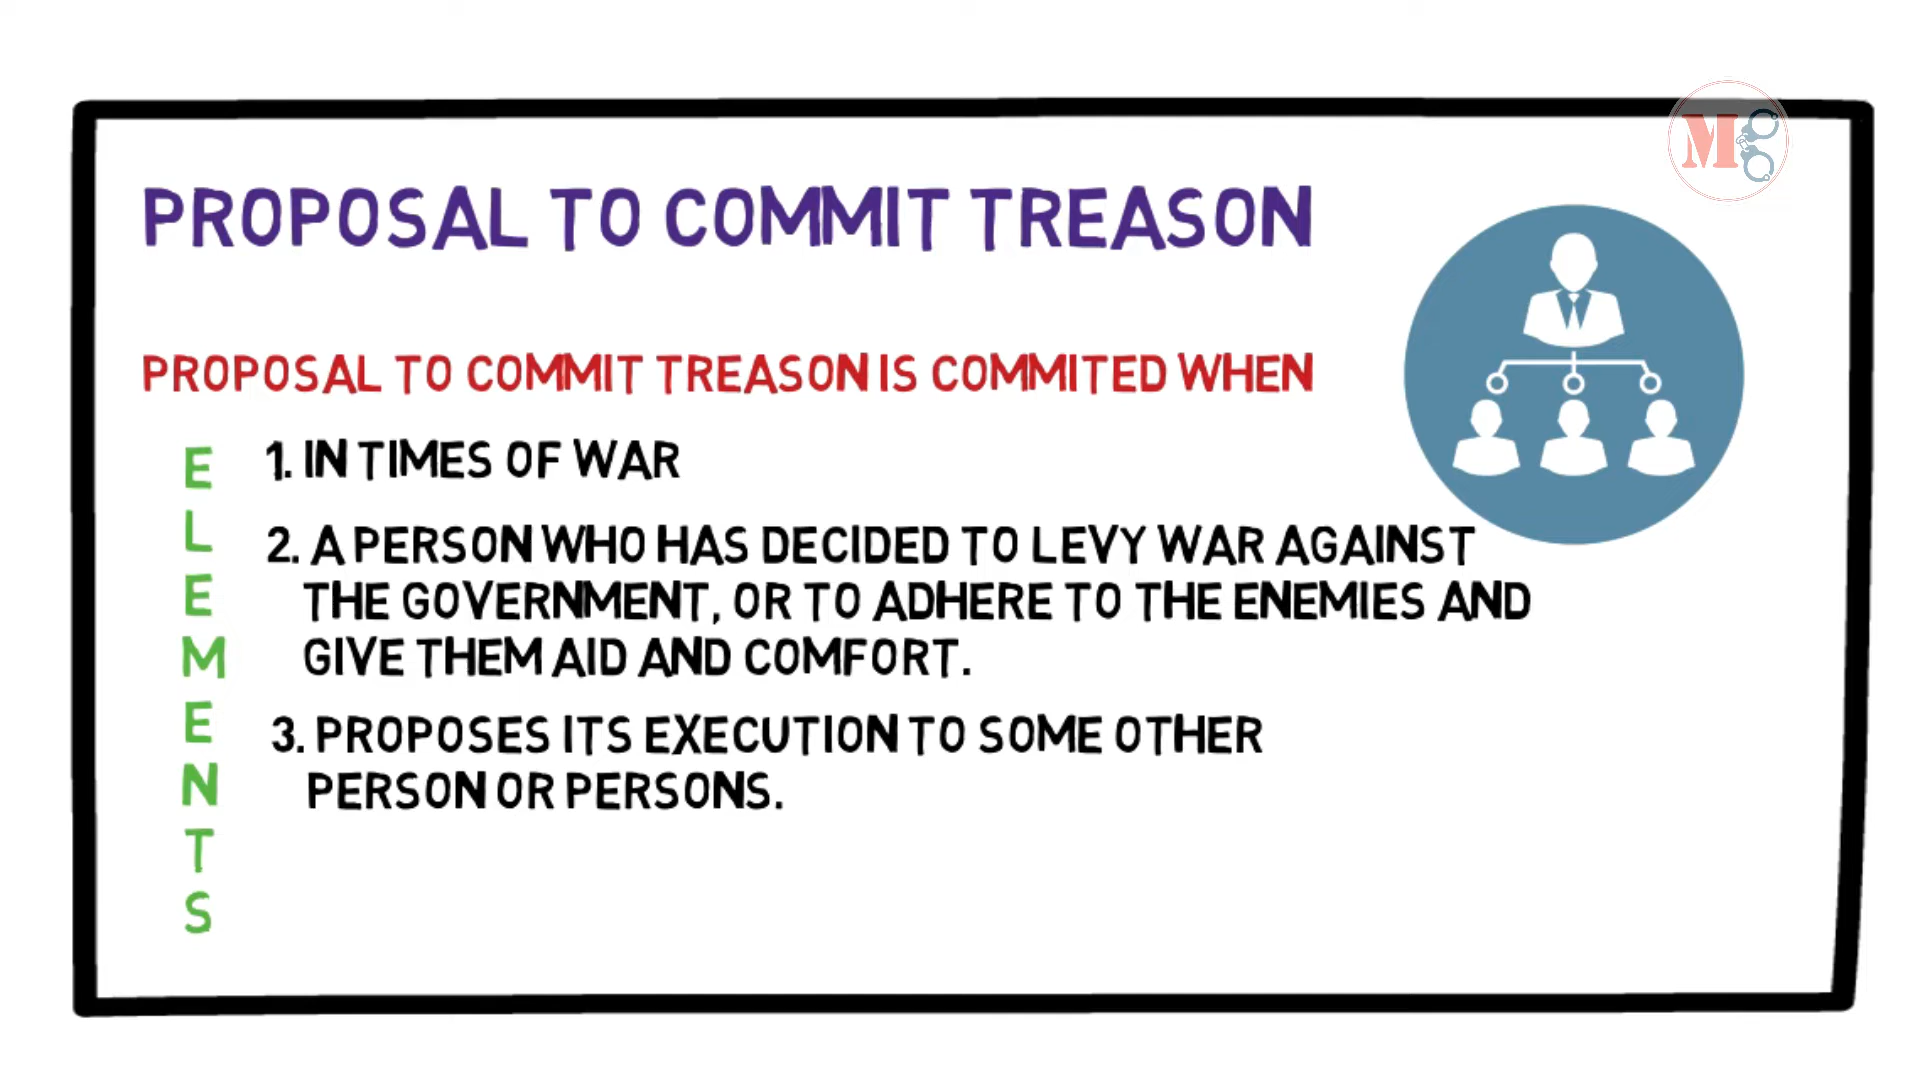 M
PROPOSAL TO COMMIT TREASON
PROPOSAL TO COMMIT TREASON IS COMMITED WHEN
ELEMENTS
1. IN TIMES OF WAR
2. A PERSON WHO HAS DECIDED TO LEVY WAR AGAINST
THE GOVERNMENT, OR TO ADHERE TO THE ENEMIES AND
GIVE THEM AID AND COMFORT.
3. PROPOSES ITS EXECUTION TO SOME OTHER
PERSON OR PERSONS.